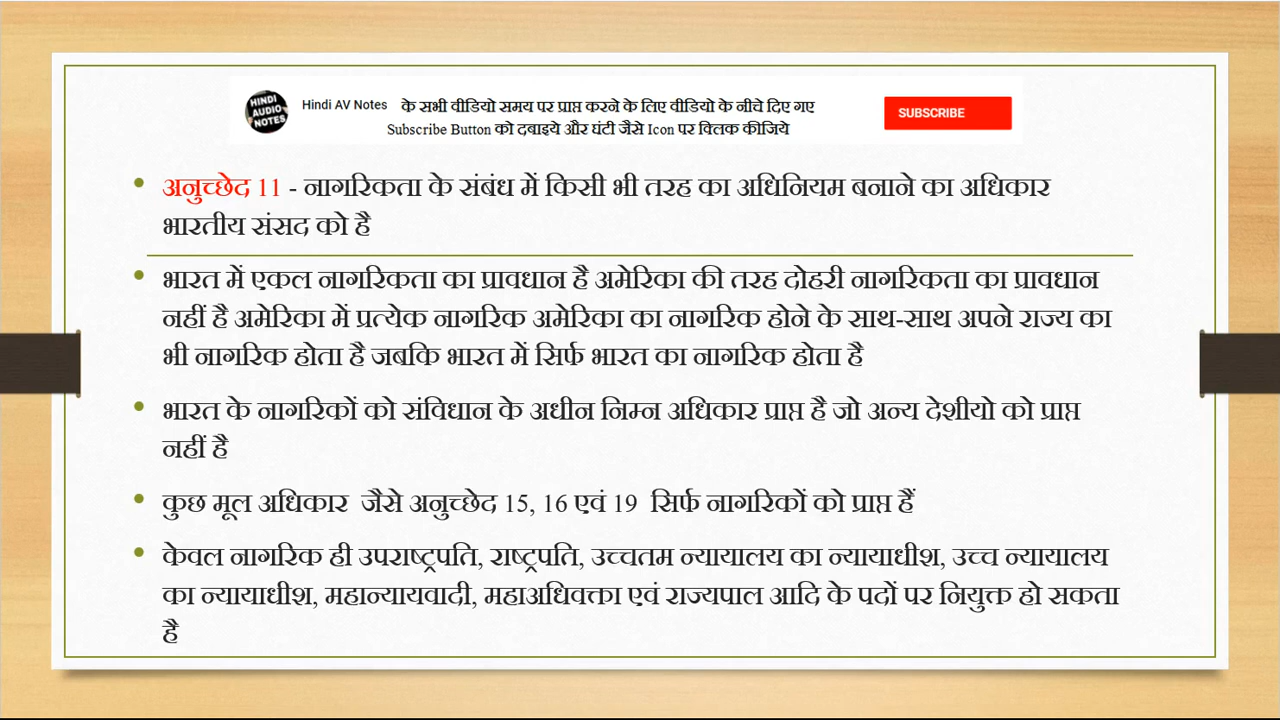 HINDI
AUDIO
NOTES
Hindi AV Notes के सभी वीडियो समय पर प्राप्त करने के लिए वीडियो के नीचे दिए गए
Subscribe Button को दबाइये और घंटी जैसे Icon पर क्लिक कीजिये
SUBSCRIBE
• अनुच्छेद 11 - नागरिकता के संबंध में किसी भी तरह का अधिनियम बनाने का अधिकार
भारतीय संसद को है
• भारत में एकल नागरिकता का प्रावधान है अमेरिका की तरह दोहरी नागरिकता का प्रावधान
नहीं है अमेरिका में प्रत्येक नागरिक अमेरिका का नागरिक होने के साथ-साथ अपने राज्य का
भी नागरिक होता है जबकि भारत में सिर्फ भारत का नागरिक होता है
• भारत के नागरिकों को संविधान के अधीन निम्न अधिकार प्राप्त है जो अन्य देशीयो को प्राप्त
नहीं है
• कुछ मूल अधिकार जैसे अनुच्छेद 15, 16 एवं 19 सिर्फ नागरिकों को प्राप्त हैं
• केवल नागरिक ही उपराष्ट्रपति, राष्ट्रपति, उच्चतम न्यायालय का न्यायाधीश, उच्च न्यायालय
का न्यायाधीश, महान्यायवादी, महाअधिवक्ता एवं राज्यपाल आदि के पदों पर नियुक्त हो सकता
है